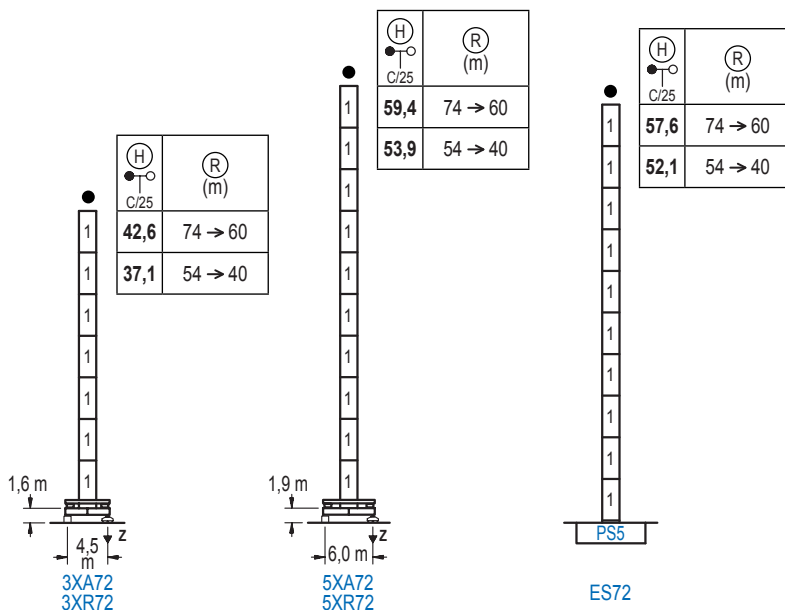 H
C/25
R
(m)
42,6 74 → 60
37,1 54 → 40
1
1
1
1
1
1
1
1,6 m
4,5
m
z
3XA72
3XR72
H
C/25
R
(m)
59,4 74 → 60
53,9 54 → 40
1
1
1
1
1
1
1
1
1
1
1,9 m
6,0 m
z
5XA72
5XR72
H
C/25
R
(m)
57,6 74 → 60
52,1 54 → 40
1
1
1
1
1
1
1
1
1
1
PS5
ES72